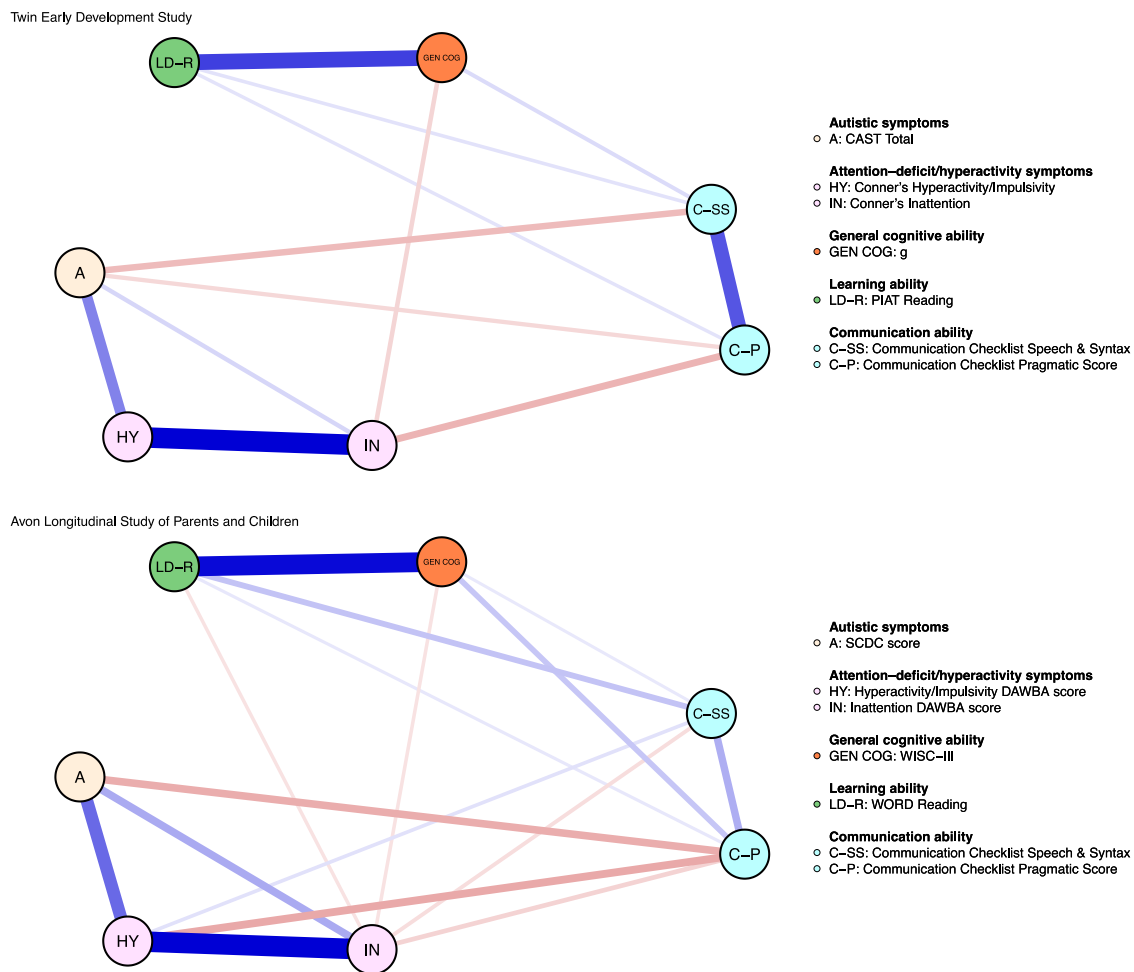 Twin Early Development Study
LD−R
GEN COG
C−SS
A
C−P
HY
IN
Autistic symptoms
A: CAST Total
Attention−deficit/hyperactivity symptoms
HY: Conner's Hyperactivity/Impulsivity
IN: Conner's Inattention
General cognitive ability
GEN COG: g
Learning ability
LD−R: PIAT Reading
Communication ability
C−SS: Communication Checklist Speech & Syntax
C−P: Communication Checklist Pragmatic Score
Avon Longitudinal Study of Parents and Children
LD−R
GEN COG
C−SS
A
C−P
HY
IN
Autistic symptoms
A: SCDC score
Attention−deficit/hyperactivity symptoms
HY: Hyperactivity/Impulsivity DAWBA score
IN: Inattention DAWBA score
General cognitive ability
GEN COG: WISC−III
Learning ability
LD−R: WORD Reading
Communication ability
C−SS: Communication Checklist Speech & Syntax
C−P: Communication Checklist Pragmatic Score